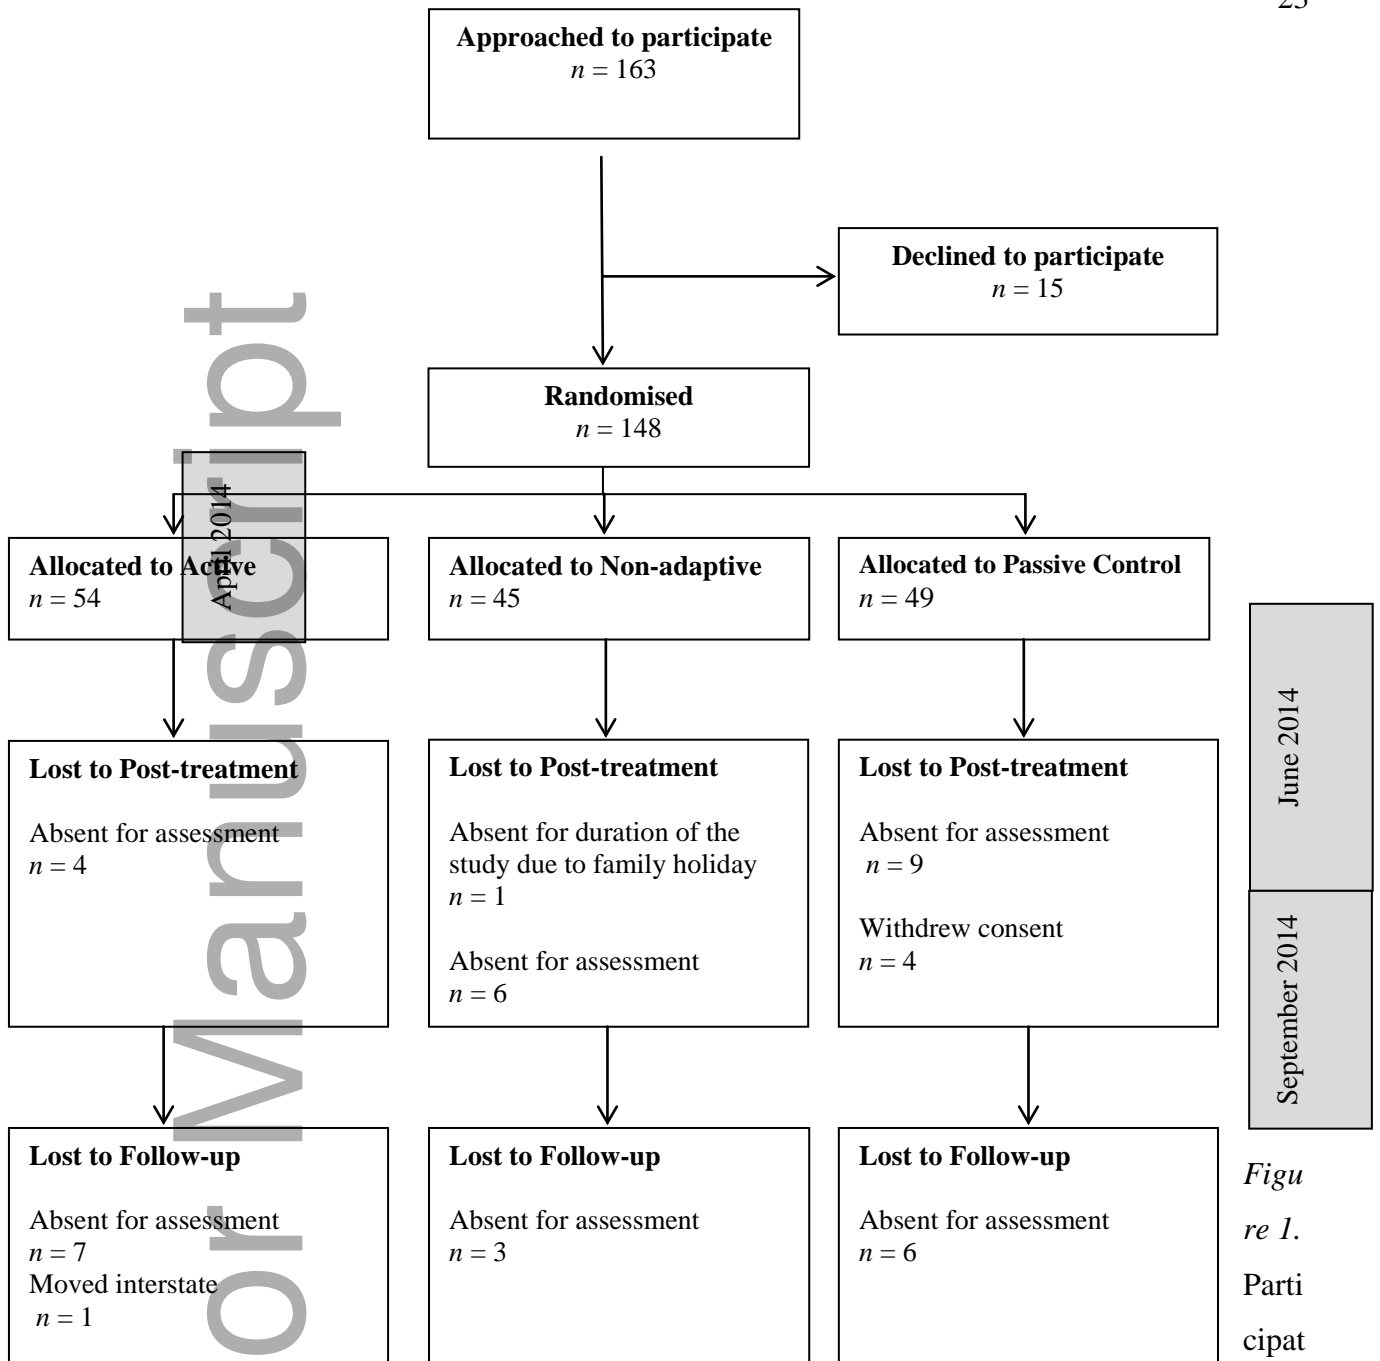 23
Approached to participate
n = 163
Declined to participate
n = 15
Randomised
n = 148
April 2014
Allocated to Active
n = 54
Allocated to Non-adaptive
n = 45
Allocated to Passive Control
n = 49
June 2014
Lost to Post-treatment
Absent for assessment
n = 4
Lost to Post-treatment
Absent for duration of the
study due to family holiday
n = 1
Absent for assessment
n = 6
Lost to Post-treatment
Absent for assessment
n = 9
Withdrew consent
n = 4
September 2014
Lost to Follow-up
Absent for assessment
n = 7
Moved interstate
n = 1
Lost to Follow-up
Absent for assessment
n = 3
Lost to Follow-up
Absent for assessment
n = 6
Figu
re 1.
Parti
cipat
or Manuscript